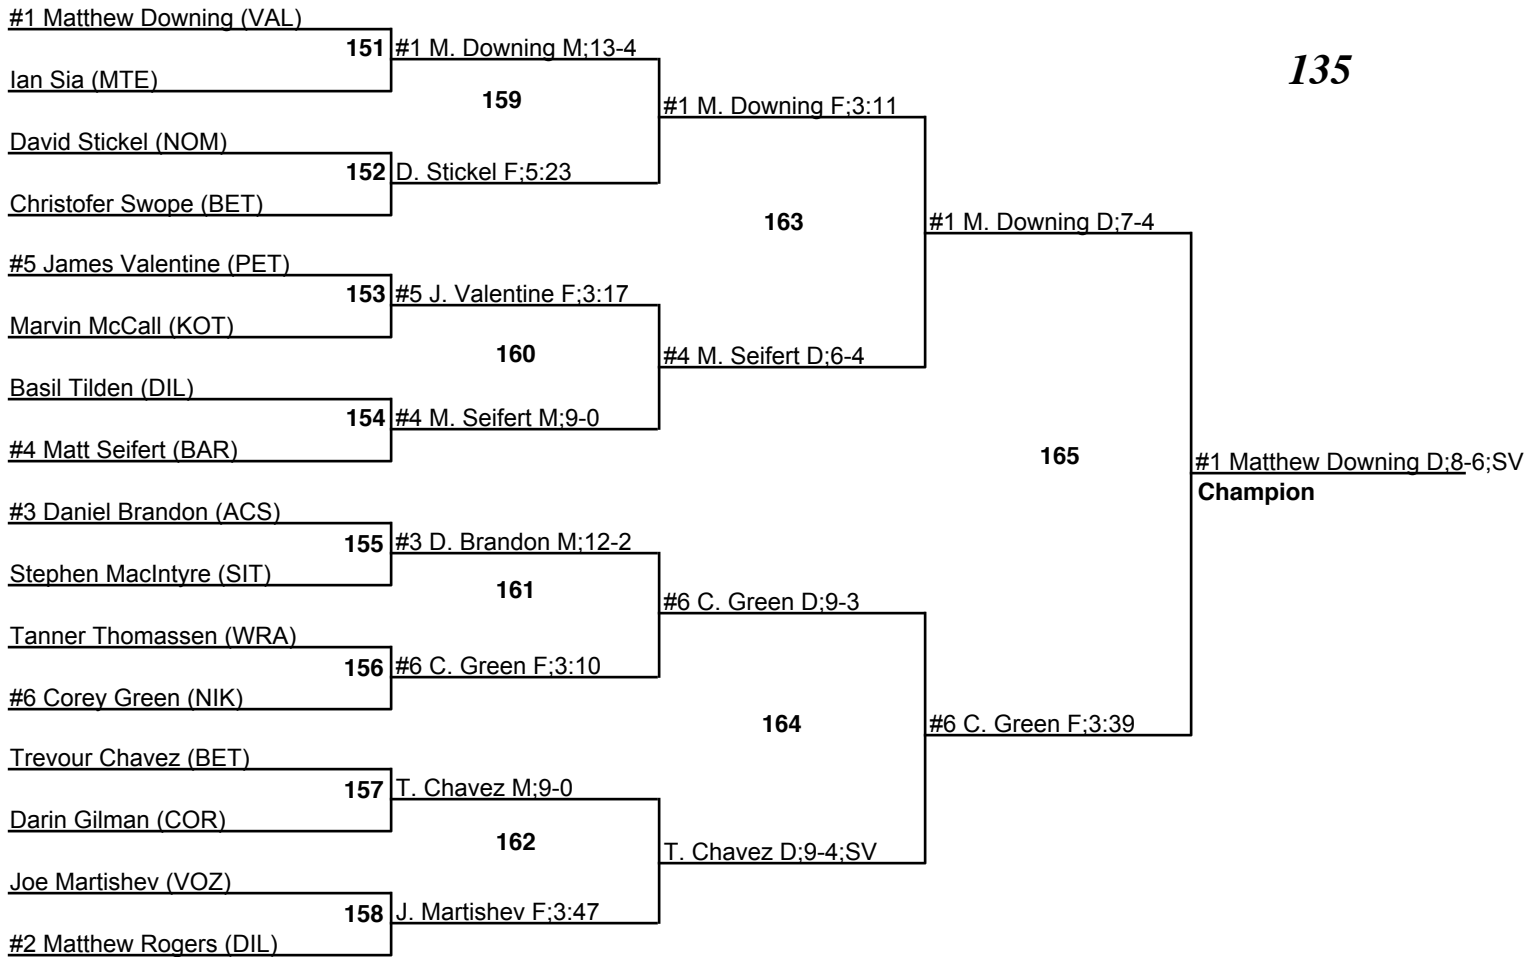 #1 Matthew Downing (VAL)
151 #1 M. Downing M;13-4
135
Ian Sia (MTE)
159
#1 M. Downing F;3:11
David Stickel (NOM)
152 D. Stickel F;5:23
Christofer Swope (BET)
163
#1 M. Downing D;7-4
#5 James Valentine (PET)
153 #5 J. Valentine F;3:17
Marvin McCall (KOT)
160
#4 M. Seifert D;6-4
Basil Tilden (DIL)
154 #4 M. Seifert M;9-0
#4 Matt Seifert (BAR)
165
#1 Matthew Downing D;8-6;SV
Champion
#3 Daniel Brandon (ACS)
155 #3 D. Brandon M;12-2
Stephen MacIntyre (SIT)
161
#6 C. Green D;9-3
Tanner Thomassen (WRA)
156 #6 C. Green F;3:10
#6 Corey Green (NIK)
164
#6 C. Green F;3:39
Trevour Chavez (BET)
157 T. Chavez M;9-0
Darin Gilman (COR)
162
T. Chavez D;9-4;SV
Joe Martishev (VOZ)
158 J. Martishev F;3:47
#2 Matthew Rogers (DIL)